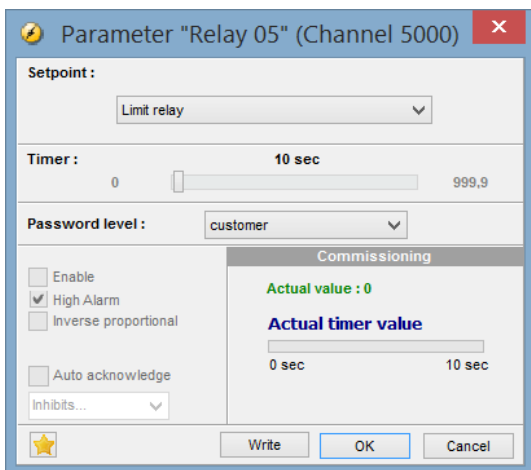 Parameter "Relay 05" (Channel 5000)
Setpoint :
Limit relay
Timer :
10 sec
0
999,9
Password level :
customer
Commissioning
Enable
High Alarm
Inverse proportional
Auto acknowledge
Inhibits...
Actual value : 0
Actual timer value
0 sec
10 sec
Write
OK
Cancel